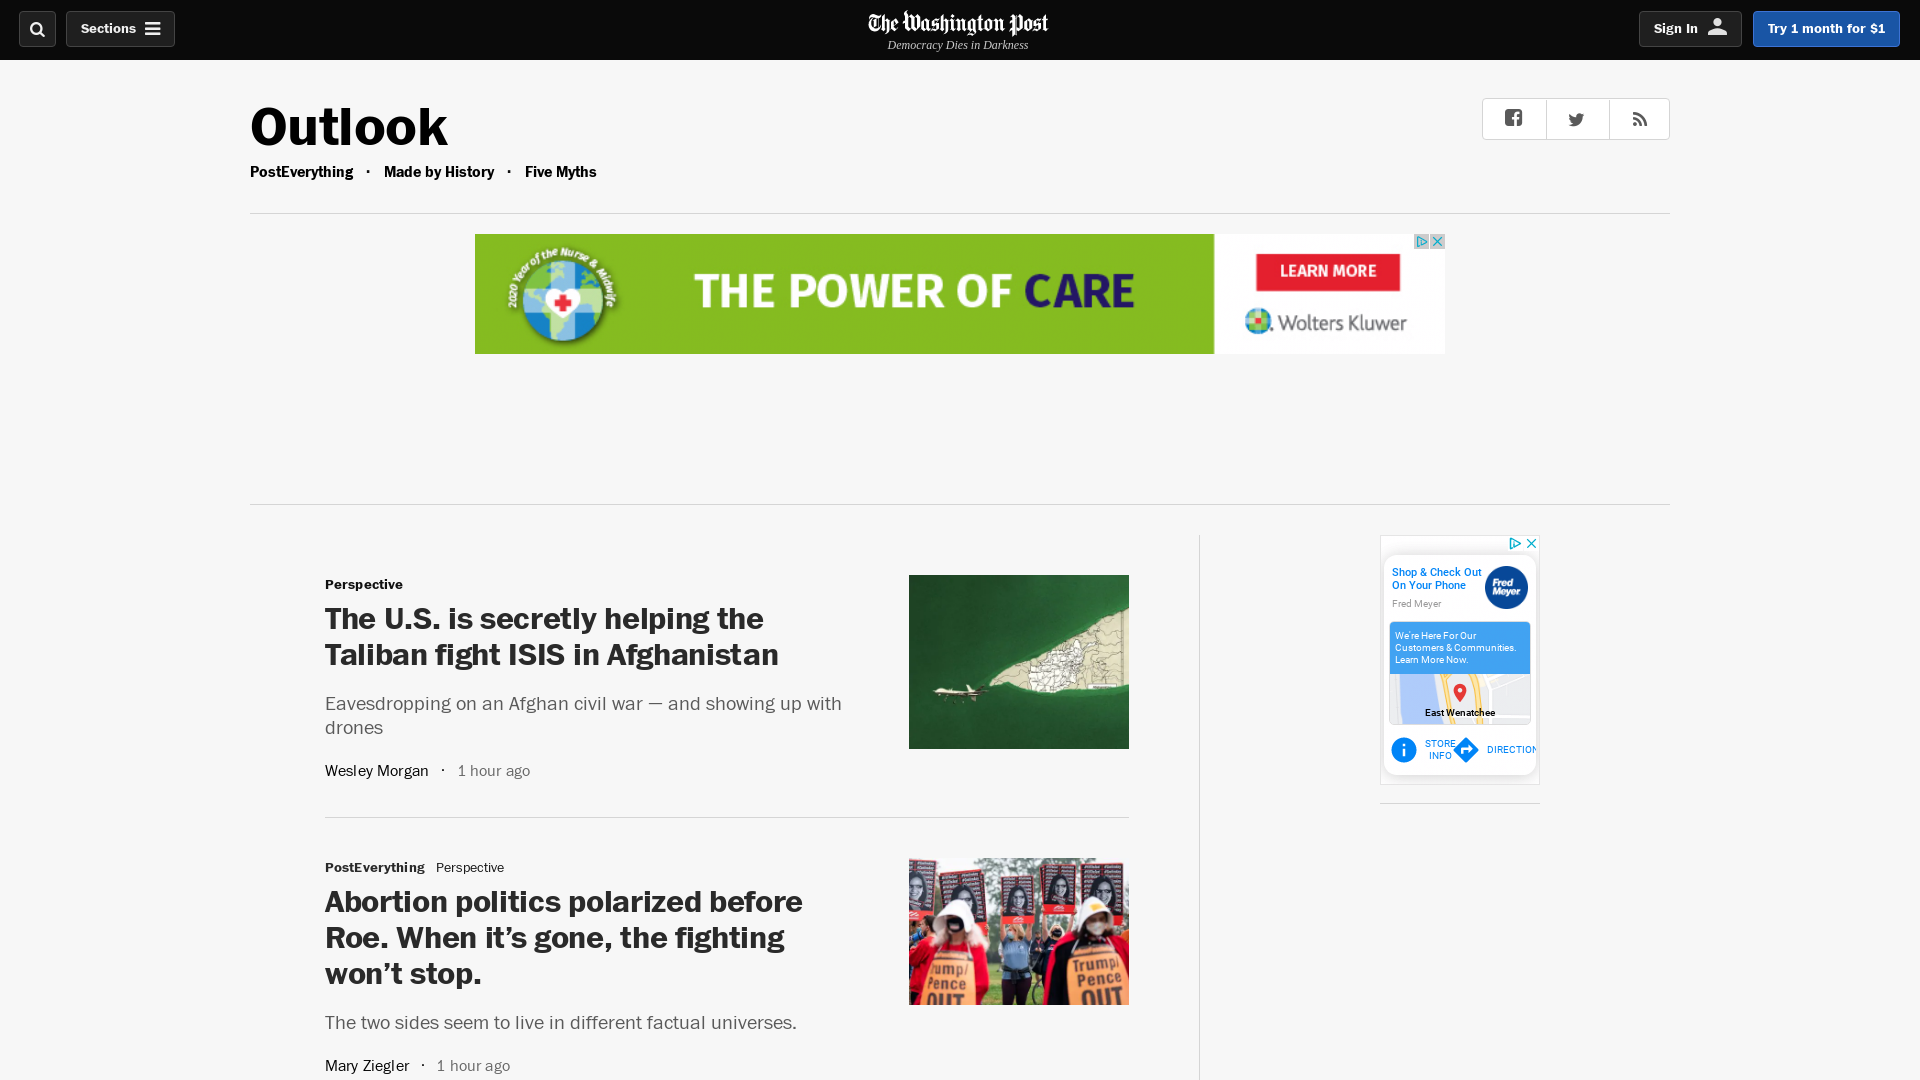 Sections
The Washington Post
Democracy Dies in Darkness
Sign In
Try 1 month for $1
Outlook
PostEverything · Made by History · Five Myths
2020 Year of the Nurse & Midwife
THE POWER OF CARE
LEARN MORE
Wolters Kluwer
Perspective
The U.S. is secretly helping the
Taliban fight ISIS in Afghanistan
Eavesdropping on an Afghan civil war — and showing up with
drones
Wesley Morgan · 1 hour ago
Shop & Check Out
On Your Phone
Fred Meyer
Fred
Meyer
We're Here For Our
Customers & Communities.
Learn More Now.
East Wenatchee
STORE
INFO
DIRECTION
PostEverything Perspective
Abortion politics polarized before
Roe. When it’s gone, the fighting
won’t stop.
The two sides seem to live in different factual universes.
Mary Ziegler · 1 hour ago
Trump/
Pence
OUT
Trump/
Pence
OUT